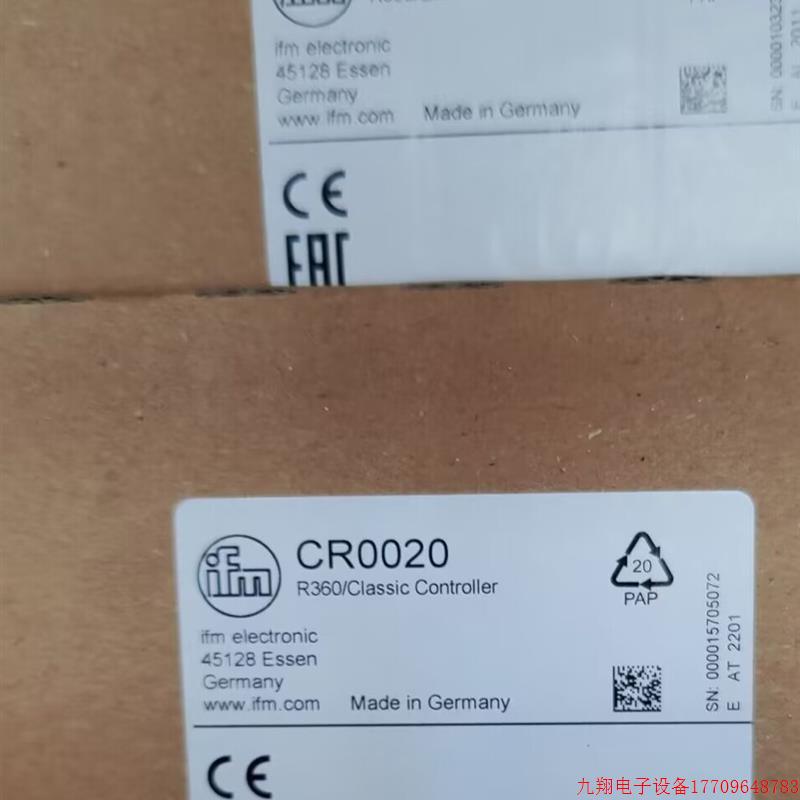 ifm electronic
45128 Essen
Germany
www.ifm.com
Made in Germany
CE
EAC
ifm
CR0020
R360/Classic Controller
20
PAP
ifm electronic
45128 Essen
Germany
www.ifm.com
Made in Germany
SN: 000015705072
E AT 2201
CE
九翔电子设备17709648783